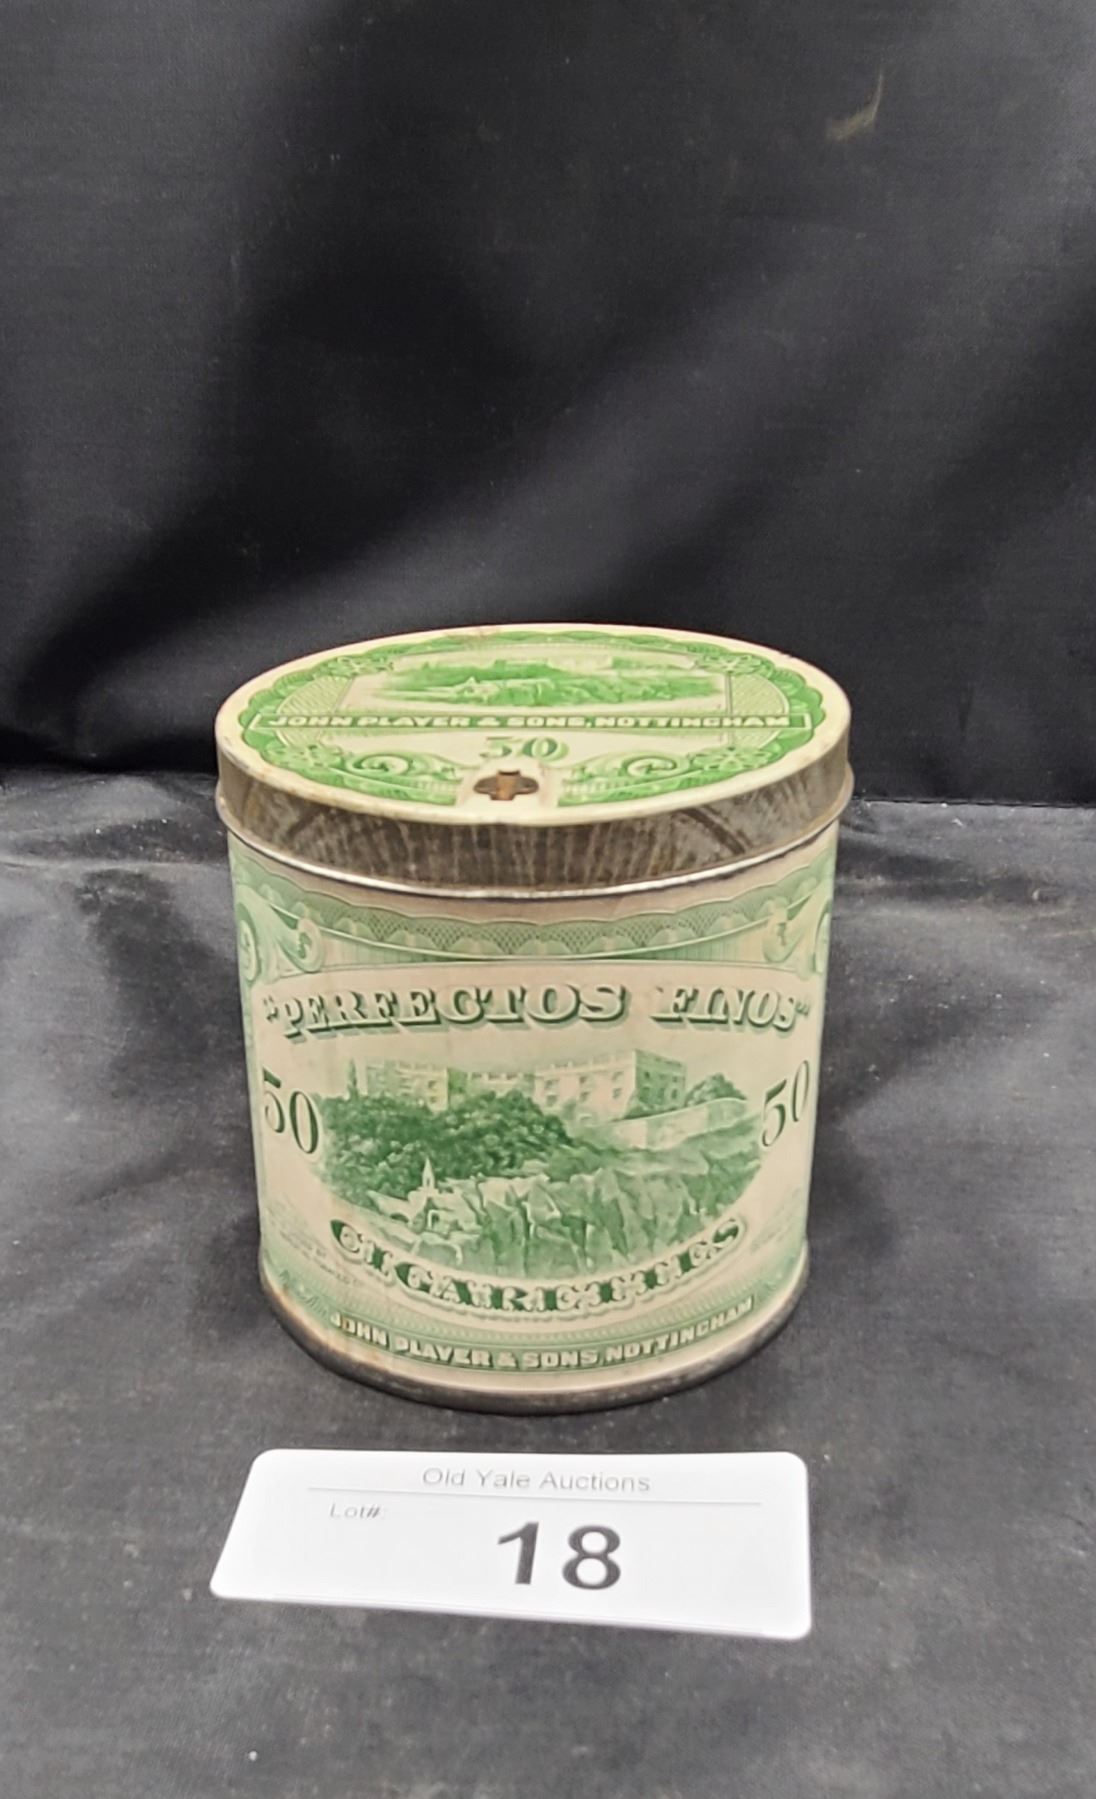 JOHN PLAYER & SONS, NOTTINGHAM
50
"PERFECTOS FINOS"
50 50
CIGARETTES
JOHN PLAYER & SONS, NOTTINGHAM
Old Yale Auctions
Lot#:
18